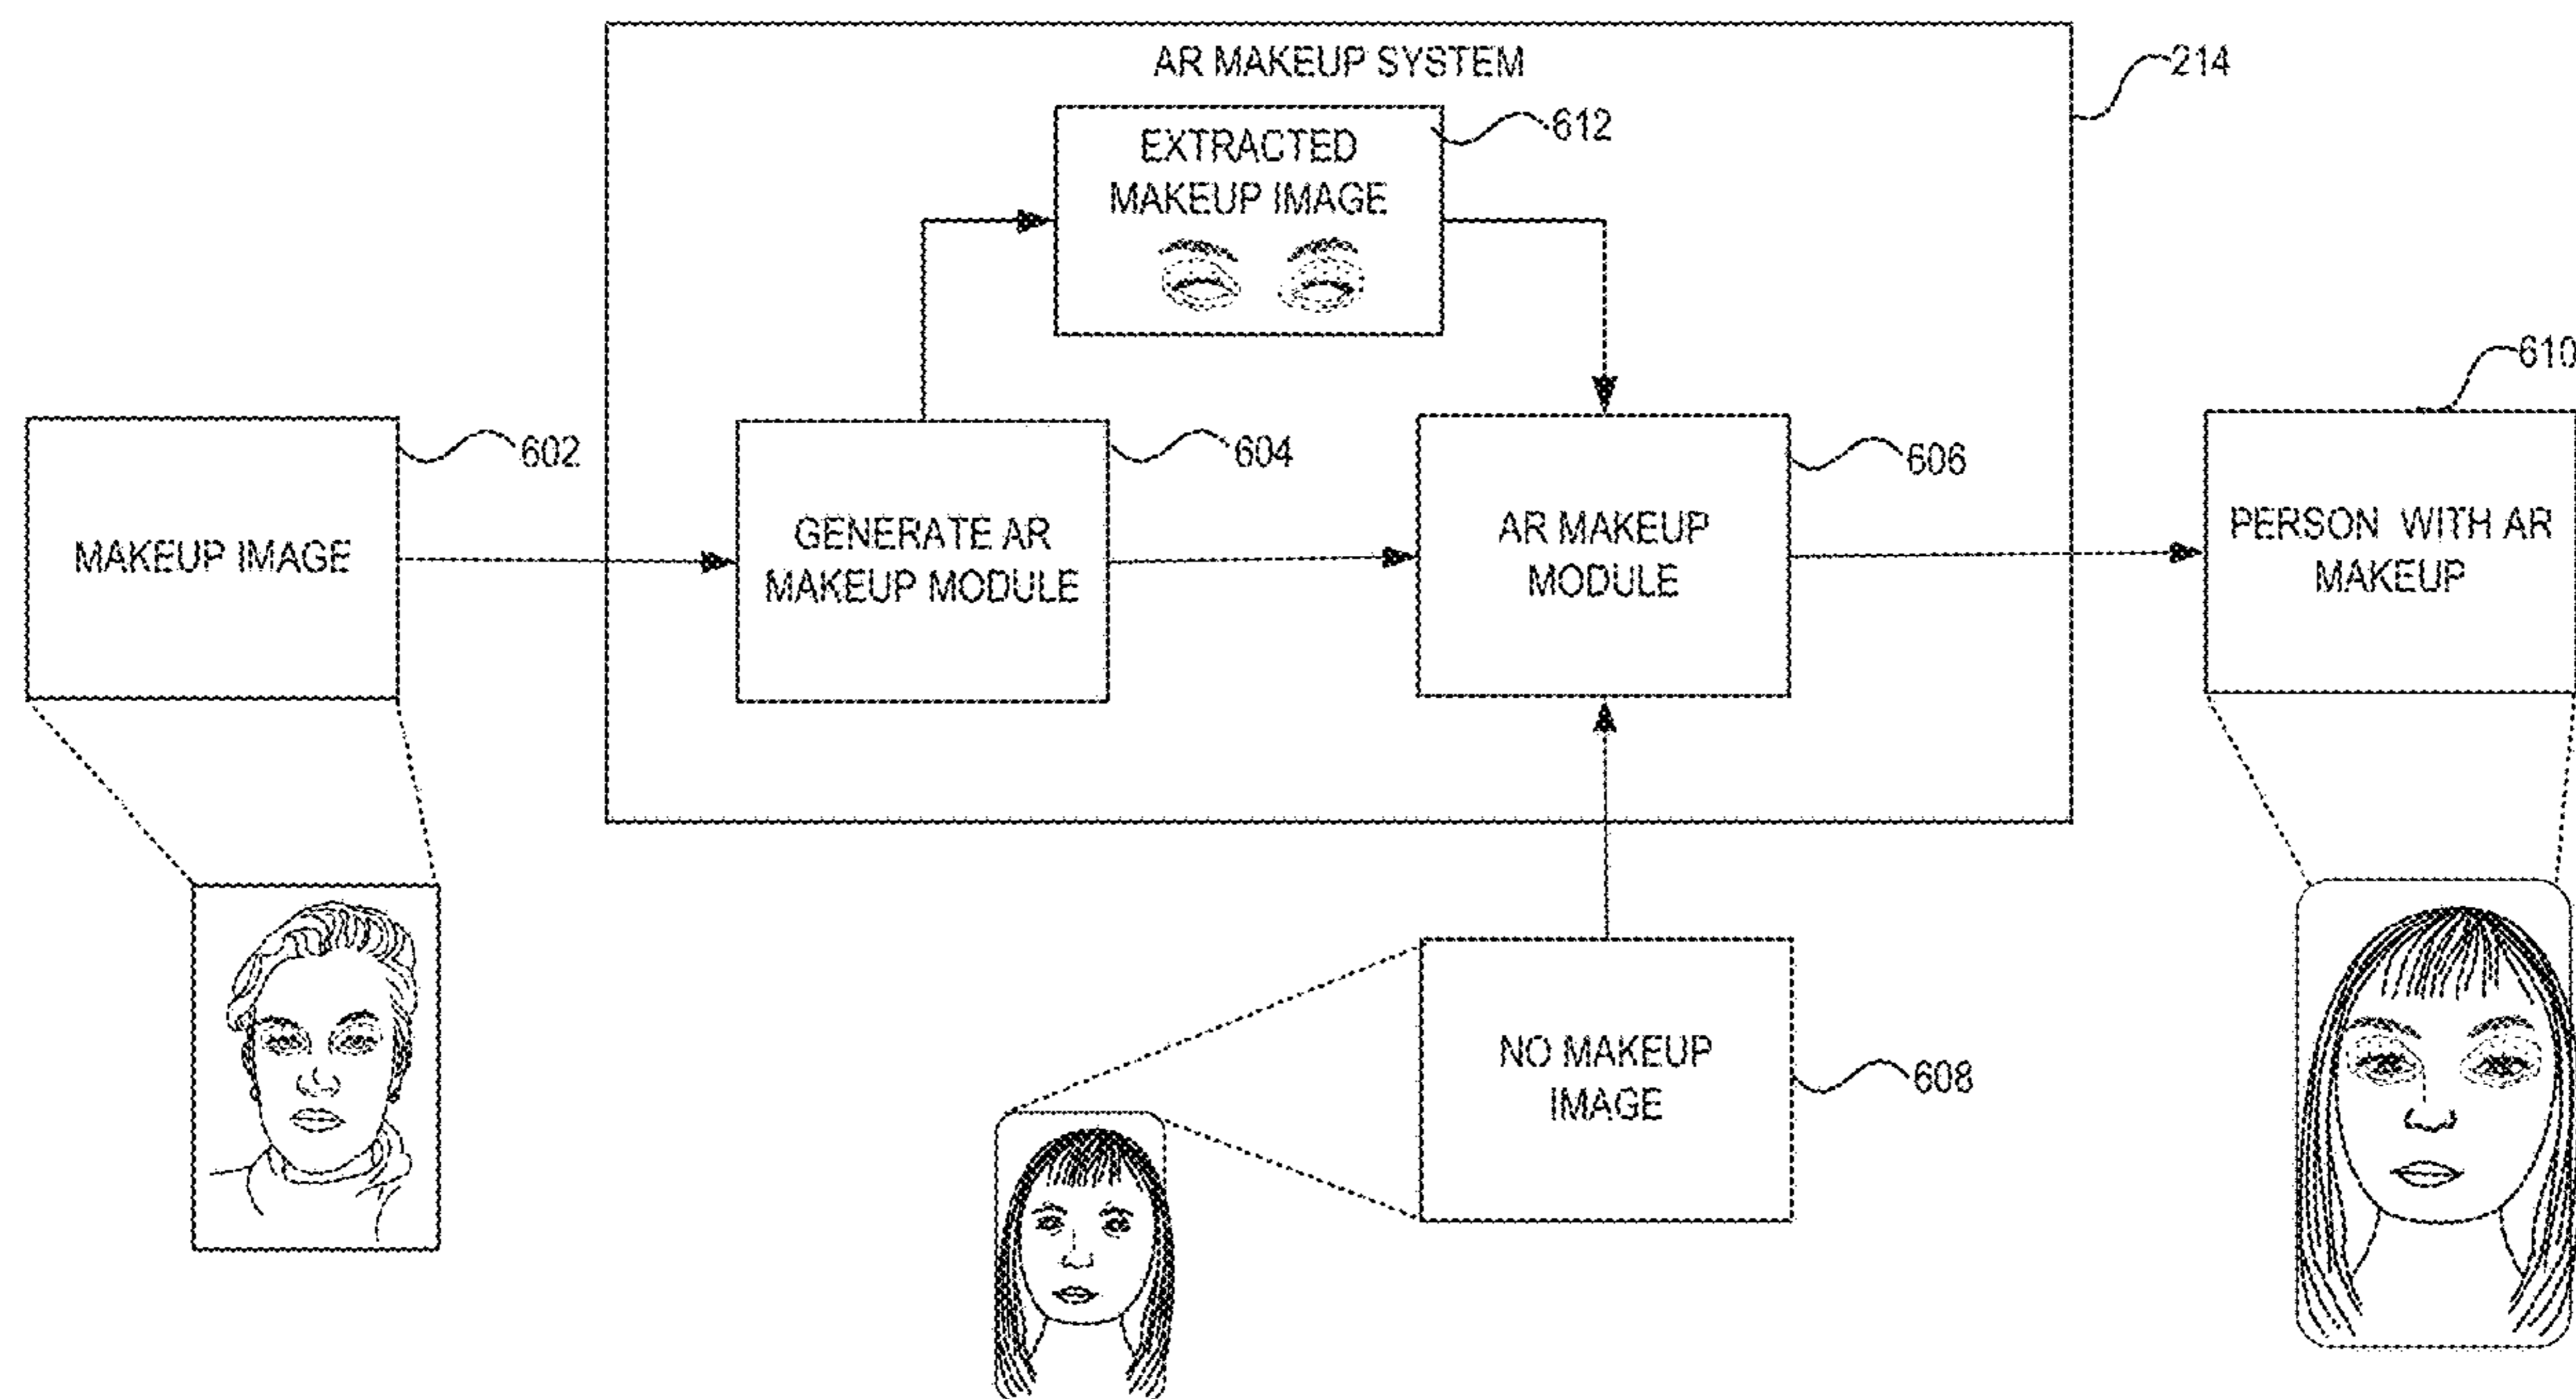 AR MAKEUP SYSTEM
214
EXTRACTED
MAKEUP IMAGE
612
610
602
MAKEUP IMAGE
604
GENERATE AR
MAKEUP MODULE
606
AR MAKEUP
MODULE
PERSON WITH AR
MAKEUP
NO MAKEUP
IMAGE
608